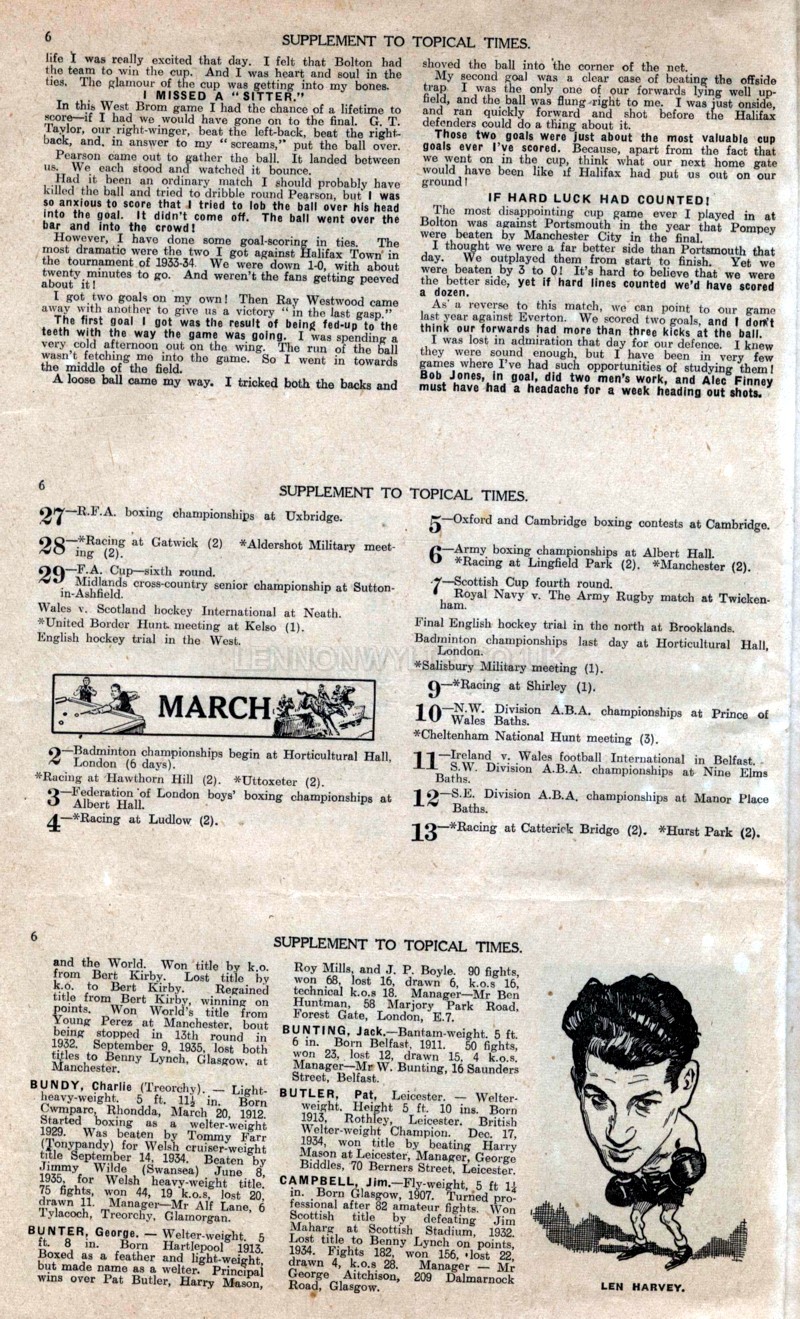 6
SUPPLEMENT TO TOPICAL TIMES.
life I was really excited that day. I felt that Bolton had
the team to win the cup. And I was heart and soul in the
ties. The glamour of the cup was getting into my bones.
I MISSED A "SITTER."
In this West Brom game I had the chance of a lifetime to
score—if I had we would have gone on to the final. G. T.
Taylor, our right-winger, beat the left-back, beat the right-
back, and, in answer to my "screams," put the ball over.
Pearson came out to gather the ball. It landed between
us. We each stood and watched it bounce.
Had it been an ordinary match I should probably have
killed the ball and tried to dribble round Pearson, but I was
so anxious to score that I tried to lob the ball over his head
into the goal. It didn't come off. The ball went over the
bar and into the crowd!
However, I have done some goal-scoring in ties. The
most dramatic were the two I got against Halifax Town in
the tournament of 1933-34. We were down 1-0, with about
twenty minutes to go. And weren't the fans getting peeved
about it!
I got two goals on my own! Then Ray Westwood came
away with another to give us a victory "in the last gasp."
The first goal I got was the result of being fed-up to the
teeth with the way the game was going. I was spending a
very cold afternoon out on the wing. The run of the ball
wasn't fetching me into the game. So I went in towards
the middle of the field.
A loose ball came my way. I tricked both the backs and
shoved the ball into the corner of the net.
My second goal was a clear case of beating the offside
trap. I was the only one of our forwards lying well up-
field, and the ball was flung right to me. I was just onside,
and ran quickly forward and shot before the Halifax
defenders could do a thing about it.
Those two goals were just about the most valuable cup
goals ever I've scored. Because, apart from the fact that
we went on in the cup, think what our next home gate
would have been like if Halifax had put us out on our
ground!
IF HARD LUCK HAD COUNTED!
The most disappointing cup game ever I played in at
Bolton was against Portsmouth in the year that Pompey
were beaten by Manchester City in the final.
I thought we were a far better side than Portsmouth that
day. We outplayed them from start to finish. Yet we
were beaten by 3 to 0! It's hard to believe that we were
the better side, yet if hard lines counted we'd have scored
a dozen.
As a reverse to this match, we can point to our game
last year against Everton. We scored two goals, and I don't
think our forwards had more than three kicks at the ball.
I was lost in admiration that day for our defence. I knew
they were sound enough, but I have been in very few
games where I've had such opportunities of studying them!
Bob Jones, in goal, did two men's work, and Alec Finney
must have had a headache for a week heading out shots.
6
SUPPLEMENT TO TOPICAL TIMES.
27—R.F.A. boxing championships at Uxbridge.
28—*Racing at Gatwick (2) *Aldershot Military meet-
ing (2).
29—F.A. Cup—sixth round.
Midlands cross-country senior championship at Sutton-
in-Ashfield.
Wales v. Scotland hockey International at Neath.
*United Border Hunt meeting at Kelso (1).
English hockey trial in the West.
MARCH
2—Badminton championships begin at Horticultural Hall,
London (6 days).
*Racing at Hawthorn Hill (2). *Uttoxeter (2).
3—Federation of London boys' boxing championships at
Albert Hall.
4—*Racing at Ludlow (2).
5—Oxford and Cambridge boxing contests at Cambridge.
6—Army boxing championships at Albert Hall.
*Racing at Lingfield Park (2). *Manchester (2).
7—Scottish Cup fourth round.
Royal Navy v. The Army Rugby match at Twicken-
ham.
Final English hockey trial in the north at Brooklands.
Badminton championships last day at Horticultural Hall,
London.
*Salisbury Military meeting (1).
9—*Racing at Shirley (1).
10—N.W. Division A.B.A. championships at Prince of
Wales Baths.
*Cheltenham National Hunt meeting (3).
11—Ireland v. Wales football International in Belfast.
S.W. Division A.B.A. championships at Nine Elms
Baths.
12—S.E. Division A.B.A. championships at Manor Place
Baths.
13—*Racing at Catterick Bridge (2). *Hurst Park (2).
6
SUPPLEMENT TO TOPICAL TIMES.
and the World. Won title by k.o.
from Bert Kirby. Lost title by
k.o. to Bert Kirby. Regained
title from Bert Kirby, winning on
points. Won World's title from
Young Perez at Manchester, bout
being stopped in 13th round in
1932. September 9, 1935, lost both
titles to Benny Lynch, Glasgow, at
Manchester.
BUNDY, Charlie (Treorchy). — Light-
heavy-weight. 5 ft. 11½ in. Born
Cwmparc, Rhondda, March 20, 1912.
Started boxing as a welter-weight
1929. Was beaten by Tommy Farr
(Tonypandy) for Welsh cruiser-weight
title September 14, 1934. Beaten by
Jimmy Wilde (Swansea) June 8,
1935, for Welsh heavy-weight title.
75 fights, won 44, 19 k.o.s, lost 20,
drawn 11. Manager—Mr Alf Lane, 6
Tylacoch, Treorchy, Glamorgan.
BUNTER, George. — Welter-weight. 5
ft. 8 in. Born Hartlepool 1913.
Boxed as a feather and light-weight,
but made name as a welter. Principal
wins over Pat Butler, Harry Mason,
Roy Mills, and J. P. Boyle. 90 fights,
won 68, lost 16, drawn 6, k.o.s 16,
technical k.o.s 18. Manager—Mr Ben
Huntman, 58 Marjory Park Road,
Forest Gate, London, E.7.
BUNTING, Jack.—Bantam-weight. 5 ft.
6 in. Born Belfast, 1911. 50 fights,
won 23, lost 12, drawn 15, 4 k.o.s.
Manager—Mr W. Bunting, 16 Saunders
Street, Belfast.
BUTLER, Pat, Leicester. — Welter-
weight. Height 5 ft. 10 ins. Born
1913, Rothley, Leicester. British
Welter-weight Champion. Dec. 17,
1934, won title by beating Harry
Mason at Leicester, Manager, George
Biddles, 70 Berners Street, Leicester.
CAMPBELL, Jim.—Fly-weight, 5 ft 1¼
in. Born Glasgow, 1907. Turned pro-
fessional after 82 amateur fights. Won
Scottish title by defeating Jim
Maharg at Scottish Stadium, 1932.
Lost title to Benny Lynch on points,
1934. Fights 182, won 156, lost 22,
drawn 4, k.o.s 28. Manager — Mr
George Aitchison, 209 Dalmarnock
Road, Glasgow.
LEN HARVEY.